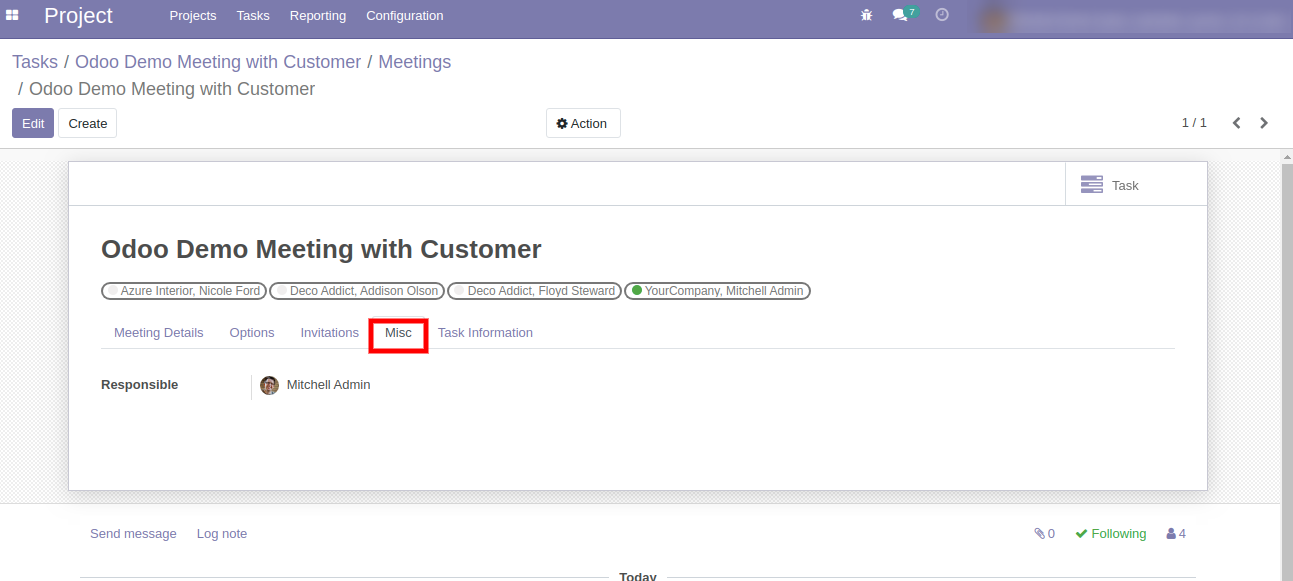 Project Projects Tasks Reporting Configuration 7
Tasks / Odoo Demo Meeting with Customer / Meetings
/ Odoo Demo Meeting with Customer
Edit Create Action 1 / 1
Task
Odoo Demo Meeting with Customer
Azure Interior, Nicole Ford Deco Addict, Addison Olson Deco Addict, Floyd Steward YourCompany, Mitchell Admin
Meeting Details Options Invitations Misc Task Information
Responsible Mitchell Admin
Send message Log note 0 Following 4
Today